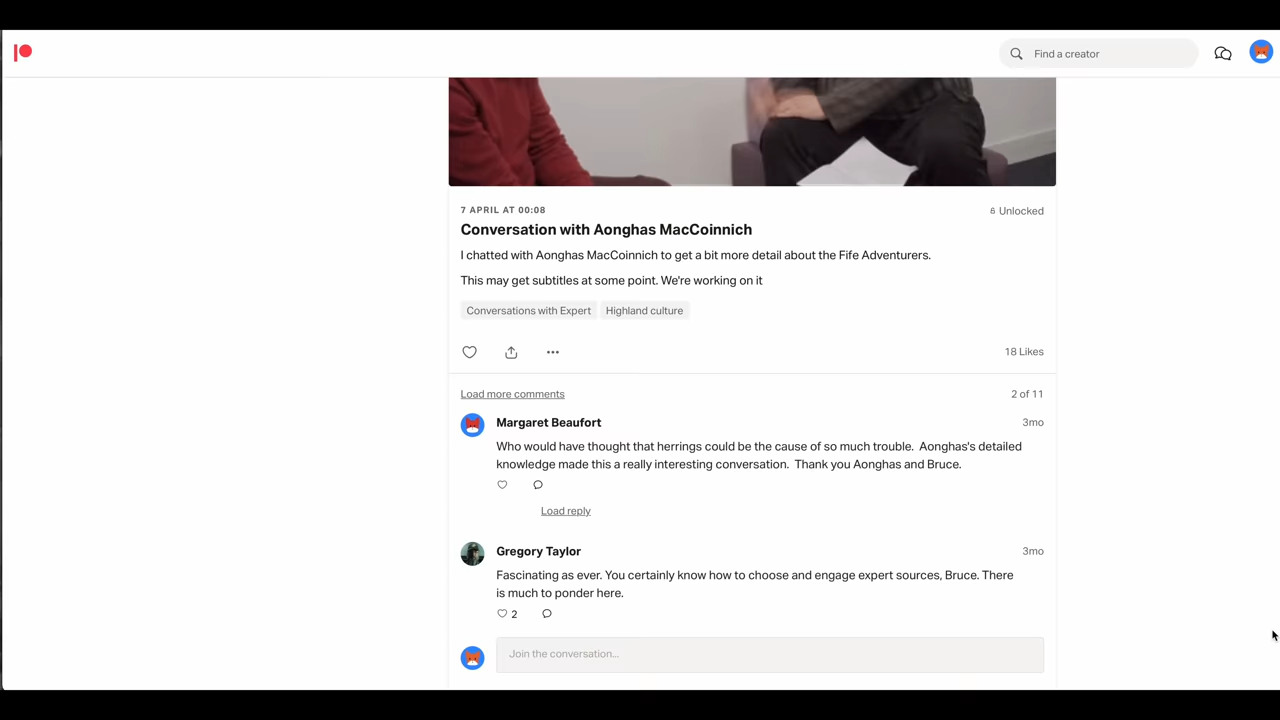 Find a creator
7 APRIL AT 00:08
Unlocked
Conversation with Aonghas MacCoinnich
I chatted with Aonghas MacCoinnich to get a bit more detail about the Fife Adventurers.
This may get subtitles at some point. We're working on it
Conversations with Expert
Highland culture
18 Likes
Load more comments
2 of 11
Margaret Beaufort
3mo
Who would have thought that herrings could be the cause of so much trouble.  Aonghas's detailed
knowledge made this a really interesting conversation.  Thank you Aonghas and Bruce.
Load reply
Gregory Taylor
3mo
Fascinating as ever. You certainly know how to choose and engage expert sources, Bruce. There
is much to ponder here.
2
Join the conversation...